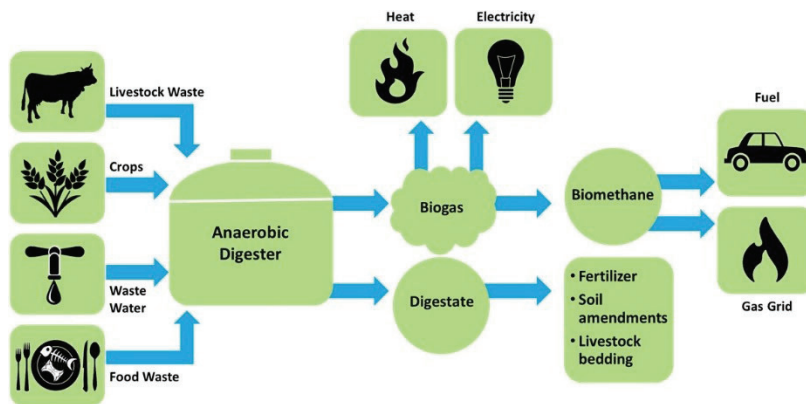 Heat
Electricity
Livestock Waste
Fuel
Crops
Biogas
Biomethane
Anaerobic
Digester
Waste
Water
Digestate
• Fertilizer
• Soil
amendments
• Livestock
bedding
Gas Grid
Food Waste